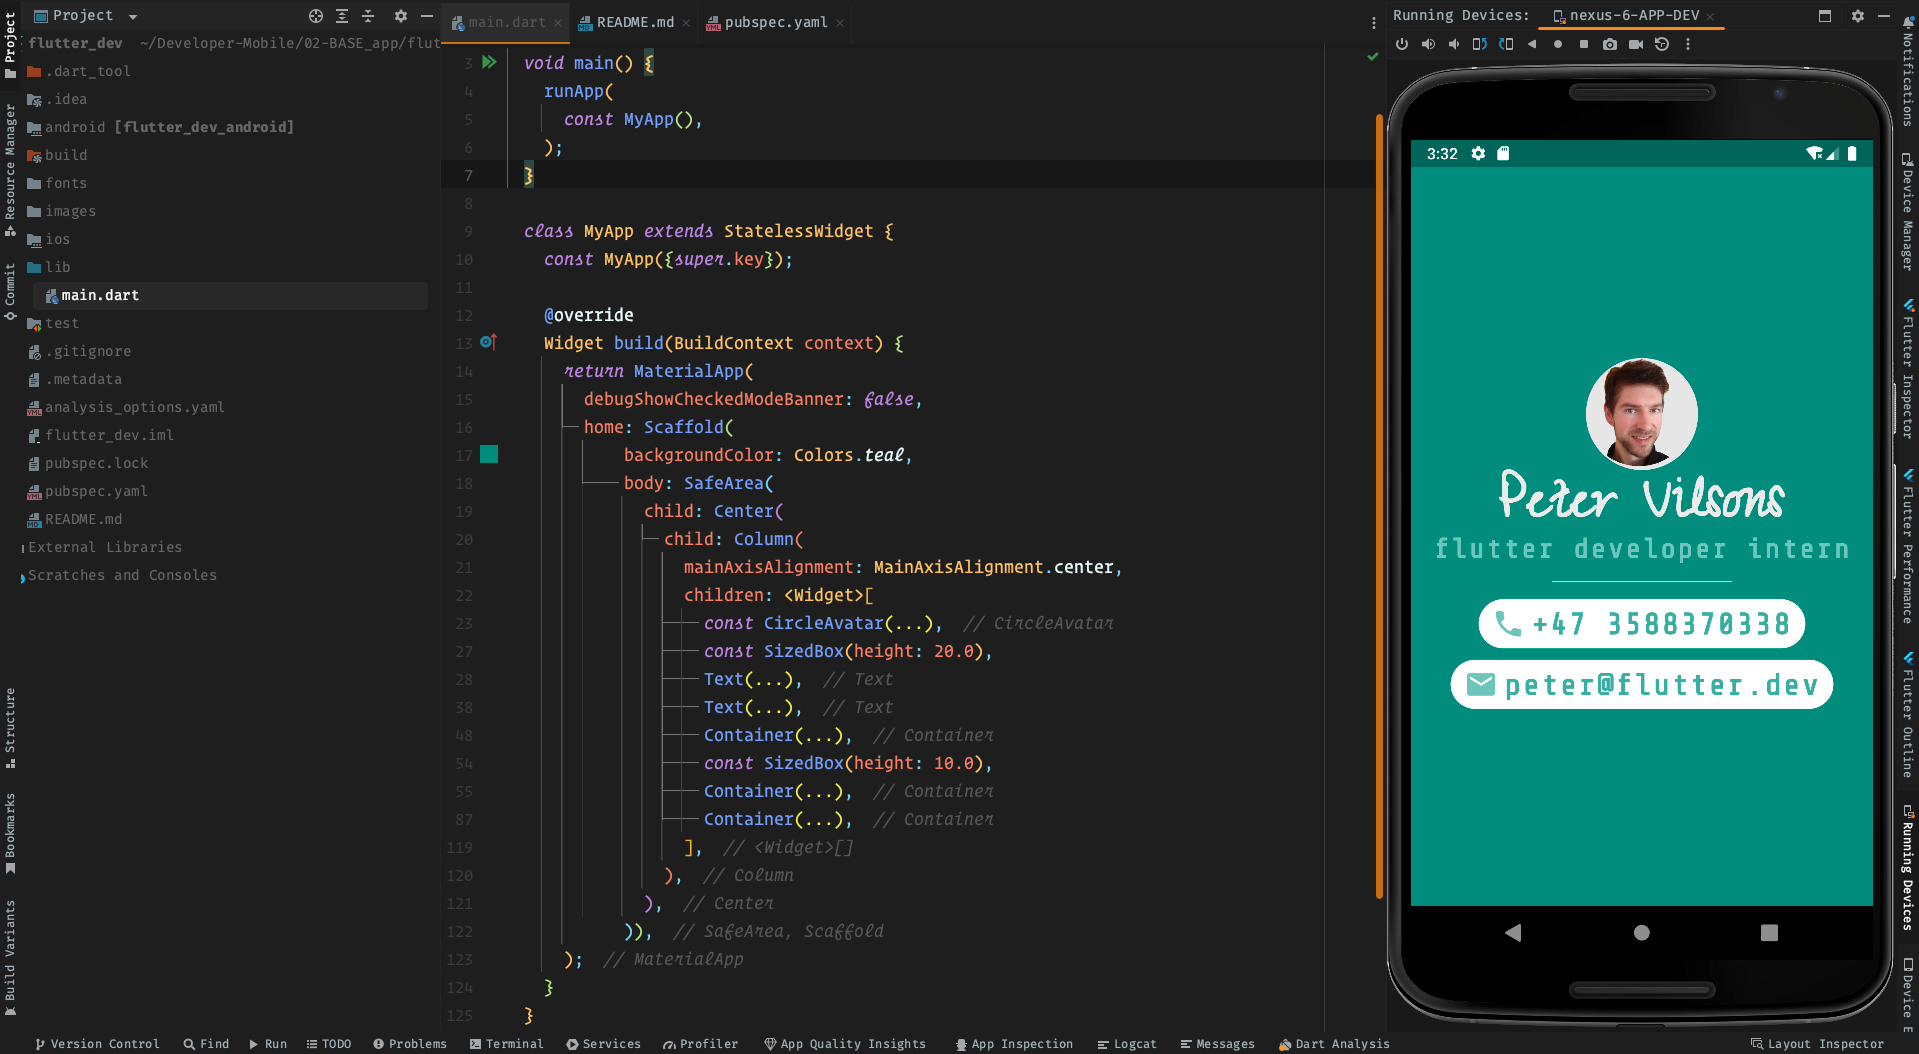 Project
Project
Resource Manager
Commit
Structure
Bookmarks
Build Variants
flutter_dev ~/Developer-Mobile/02-BASE_app/flut
.dart_tool
.idea
android [flutter_dev_android]
build
fonts
images
ios
lib
main.dart
test
.gitignore
.metadata
analysis_options.yaml
flutter_dev.iml
pubspec.lock
pubspec.yaml
README.md
External Libraries
Scratches and Consoles
main.dart README.md pubspec.yaml
3 void main() {
4 runApp(
5 const MyApp(),
6 );
7 }
8
9 class MyApp extends StatelessWidget {
10 const MyApp({super.key});
11
12 @override
13 Widget build(BuildContext context) {
14 return MaterialApp(
15 debugShowCheckedModeBanner: false,
16 home: Scaffold(
17 backgroundColor: Colors.teal,
18 body: SafeArea(
19 child: Center(
20 child: Column(
21 mainAxisAlignment: MainAxisAlignment.center,
22 children: <Widget>[
23 const CircleAvatar(...), // CircleAvatar
27 const SizedBox(height: 20.0),
28 Text(...), // Text
38 Text(...), // Text
48 Container(...), // Container
54 const SizedBox(height: 10.0),
55 Container(...), // Container
87 Container(...), // Container
119 ], // <Widget>[]
120 ), // Column
121 ), // Center
122 )), // SafeArea, Scaffold
123 ); // MaterialApp
124 }
125 }
Running Devices: nexus-6-APP-DEV
3:32
Peter Vilsons
flutter developer intern
+47 3588370338
peter@flutter.dev
Notifications
Device Manager
Flutter Inspector
Flutter Performance
Flutter Outline
Running Devices
Device E
Version Control Find Run TODO Problems Terminal Services Profiler App Quality Insights App Inspection Logcat Messages Dart Analysis Layout Inspector